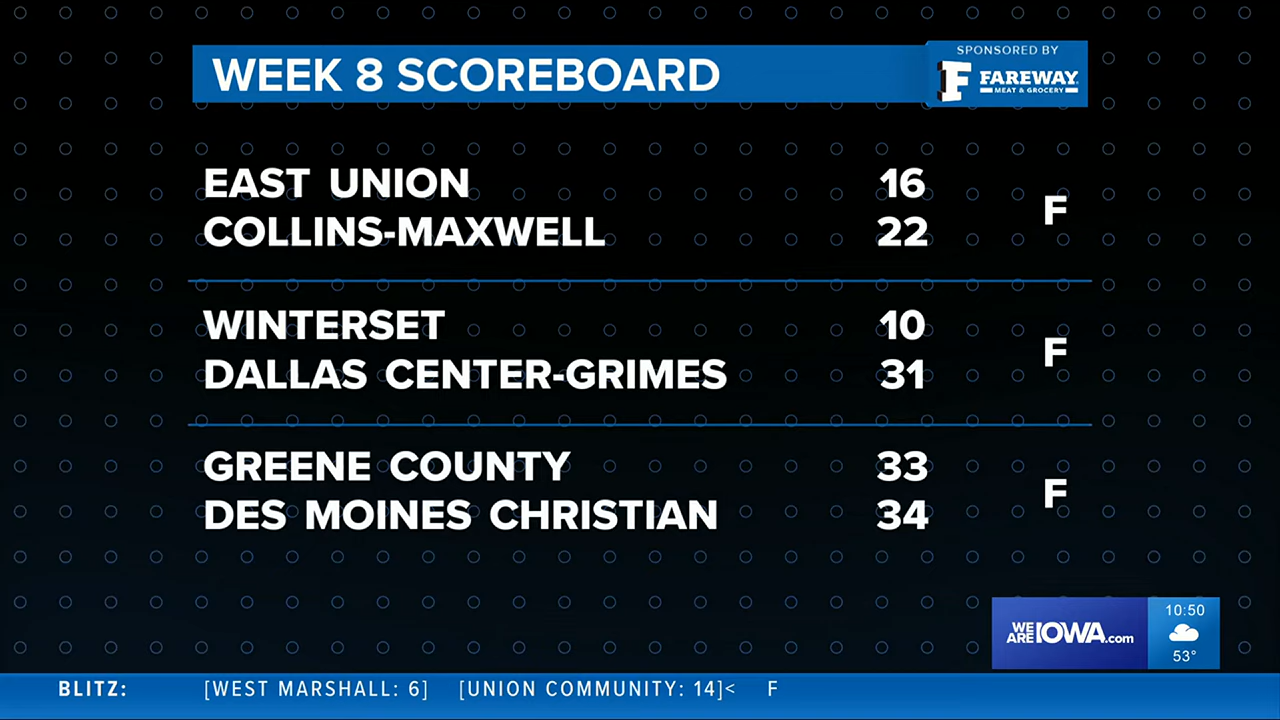 WEEK 8 SCOREBOARD
SPONSORED BY
F FAREWAY
MEAT & GROCERY
EAST UNION 16
COLLINS-MAXWELL 22
F
WINTERSET 10
DALLAS CENTER-GRIMES 31
F
GREENE COUNTY 33
DES MOINES CHRISTIAN 34
F
WE ARE IOWA.com
10:50
53°
BLITZ: [WEST MARSHALL: 6] [UNION COMMUNITY: 14]< F